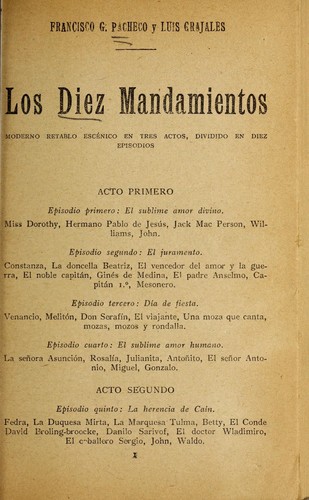 FRANCISCO G. PACHECO y LUIS GRAJALES
Los Diez Mandamientos
MODERNO RETABLO ESCÉNICO EN TRES ACTOS, DIVIDIDO EN DIEZ
EPISODIOS
ACTO PRIMERO
Episodio primero: El sublime amor divino.
Miss Dorothy, Hermano Pablo de Jesús, Jack Mac Person, Wil-
liams, John.
Episodio segundo: El juramento.
Constanza, La doncella Beatriz, El vencedor del amor y la gue-
rra, El noble capitán, Ginés de Medina, El padre Anselmo, Ca-
pitán 1.º, Mesonero.
Episodio tercero: Día de fiesta.
Venancio, Melitón, Don Serafín, El viajante, Una moza que canta,
mozas, mozos y rondalla.
Episodio cuarto: El sublime amor humano.
La señora Asunción, Rosalía, Julianita, Antoñito, El señor Anto-
nio, Miguel, Gonzalo.
ACTO SEGUNDO
Episodio quinto: La herencia de Caín.
Fedra, La Duquesa Mirta, La Marquesa Tulma, Betty, El Conde
David Broling-broocke, Danilo Sarivof, El doctor Wladimiro,
El caballero Sergio, John, Waldo.
1